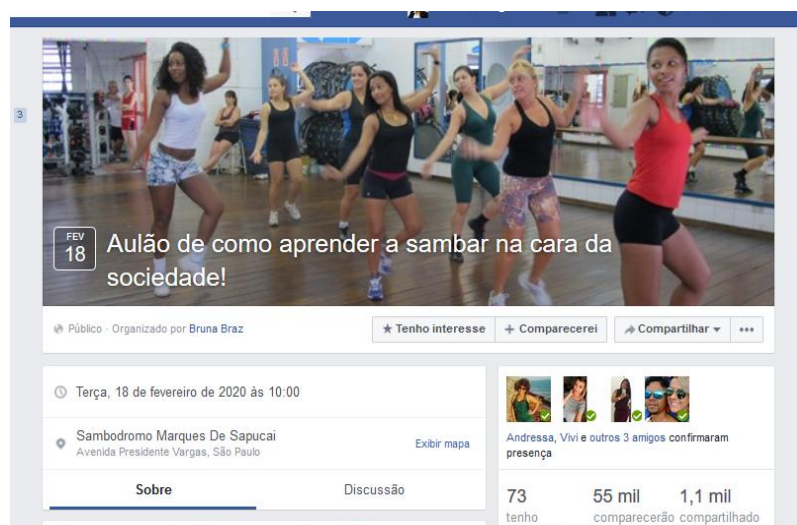 3
FEV
18
Aulão de como aprender a sambar na cara da
sociedade!
Público · Organizado por Bruna Braz
★ Tenho interesse
+ Comparecerei
Compartilhar
Terça, 18 de fevereiro de 2020 às 10:00
Sambodromo Marques De Sapucai
Avenida Presidente Vargas, São Paulo
Exibir mapa
Sobre
Discussão
Andressa, Vivi e outros 3 amigos confirmaram
presença
73
55 mil
1,1 mil
tenho
comparecerão
compartilhado